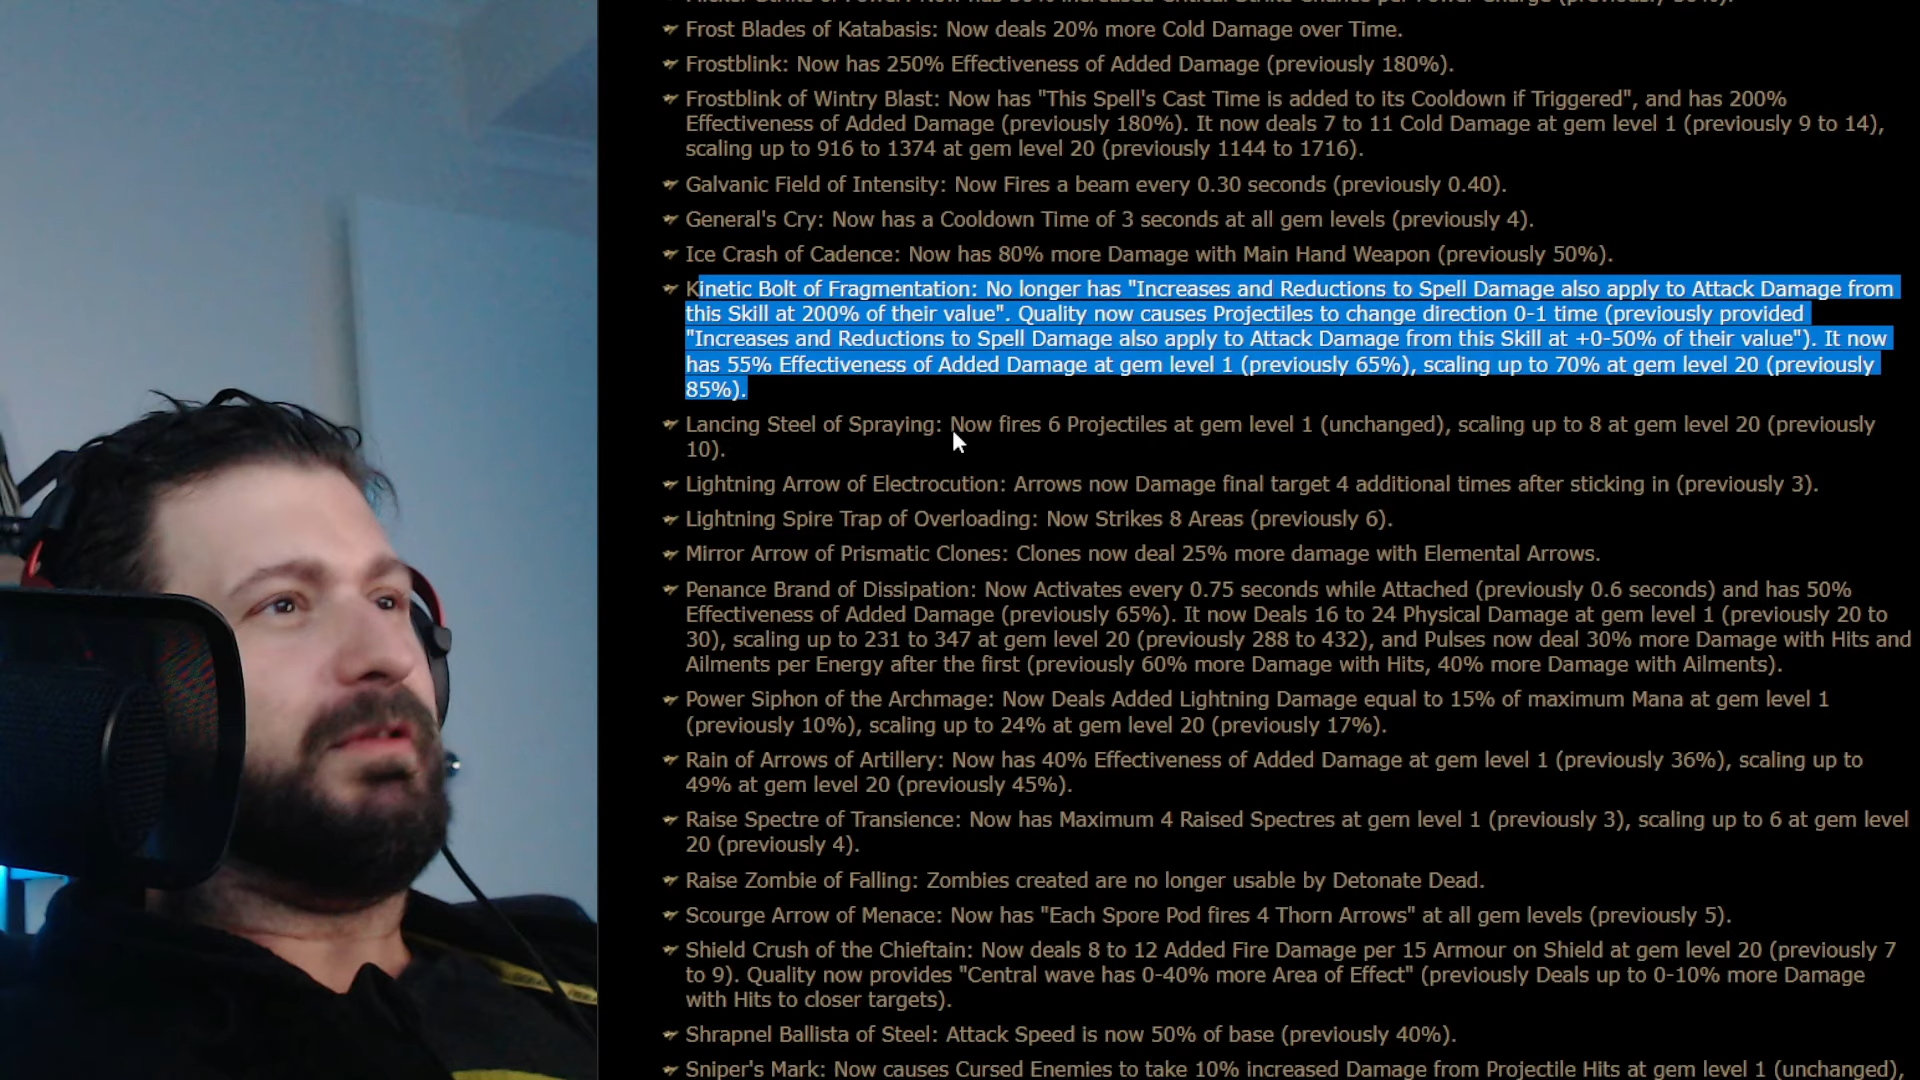 Flicker Strike of Power: Now has 30% increased Critical Strike Chance per Power Charge (previously 50%).
Frost Blades of Katabasis: Now deals 20% more Cold Damage over Time.
Frostblink: Now has 250% Effectiveness of Added Damage (previously 180%).
Frostblink of Wintry Blast: Now has "This Spell's Cast Time is added to its Cooldown if Triggered", and has 200%
Effectiveness of Added Damage (previously 180%). It now deals 7 to 11 Cold Damage at gem level 1 (previously 9 to 14),
scaling up to 916 to 1374 at gem level 20 (previously 1144 to 1716).
Galvanic Field of Intensity: Now Fires a beam every 0.30 seconds (previously 0.40).
General's Cry: Now has a Cooldown Time of 3 seconds at all gem levels (previously 4).
Ice Crash of Cadence: Now has 80% more Damage with Main Hand Weapon (previously 50%).
Kinetic Bolt of Fragmentation: No longer has "Increases and Reductions to Spell Damage also apply to Attack Damage from
this Skill at 200% of their value". Quality now causes Projectiles to change direction 0-1 time (previously provided
"Increases and Reductions to Spell Damage also apply to Attack Damage from this Skill at +0-50% of their value"). It now
has 55% Effectiveness of Added Damage at gem level 1 (previously 65%), scaling up to 70% at gem level 20 (previously
85%).
Lancing Steel of Spraying: Now fires 6 Projectiles at gem level 1 (unchanged), scaling up to 8 at gem level 20 (previously
10).
Lightning Arrow of Electrocution: Arrows now Damage final target 4 additional times after sticking in (previously 3).
Lightning Spire Trap of Overloading: Now Strikes 8 Areas (previously 6).
Mirror Arrow of Prismatic Clones: Clones now deal 25% more damage with Elemental Arrows.
Penance Brand of Dissipation: Now Activates every 0.75 seconds while Attached (previously 0.6 seconds) and has 50%
Effectiveness of Added Damage (previously 65%). It now Deals 16 to 24 Physical Damage at gem level 1 (previously 20 to
30), scaling up to 231 to 347 at gem level 20 (previously 288 to 432), and Pulses now deal 30% more Damage with Hits and
Ailments per Energy after the first (previously 60% more Damage with Hits, 40% more Damage with Ailments).
Power Siphon of the Archmage: Now Deals Added Lightning Damage equal to 15% of maximum Mana at gem level 1
(previously 10%), scaling up to 24% at gem level 20 (previously 17%).
Rain of Arrows of Artillery: Now has 40% Effectiveness of Added Damage at gem level 1 (previously 36%), scaling up to
49% at gem level 20 (previously 45%).
Raise Spectre of Transience: Now has Maximum 4 Raised Spectres at gem level 1 (previously 3), scaling up to 6 at gem level
20 (previously 4).
Raise Zombie of Falling: Zombies created are no longer usable by Detonate Dead.
Scourge Arrow of Menace: Now has "Each Spore Pod fires 4 Thorn Arrows" at all gem levels (previously 5).
Shield Crush of the Chieftain: Now deals 8 to 12 Added Fire Damage per 15 Armour on Shield at gem level 20 (previously 7
to 9). Quality now provides "Central wave has 0-40% more Area of Effect" (previously Deals up to 0-10% more Damage
with Hits to closer targets).
Shrapnel Ballista of Steel: Attack Speed is now 50% of base (previously 40%).
Sniper's Mark: Now causes Cursed Enemies to take 10% increased Damage from Projectile Hits at gem level 1 (unchanged),